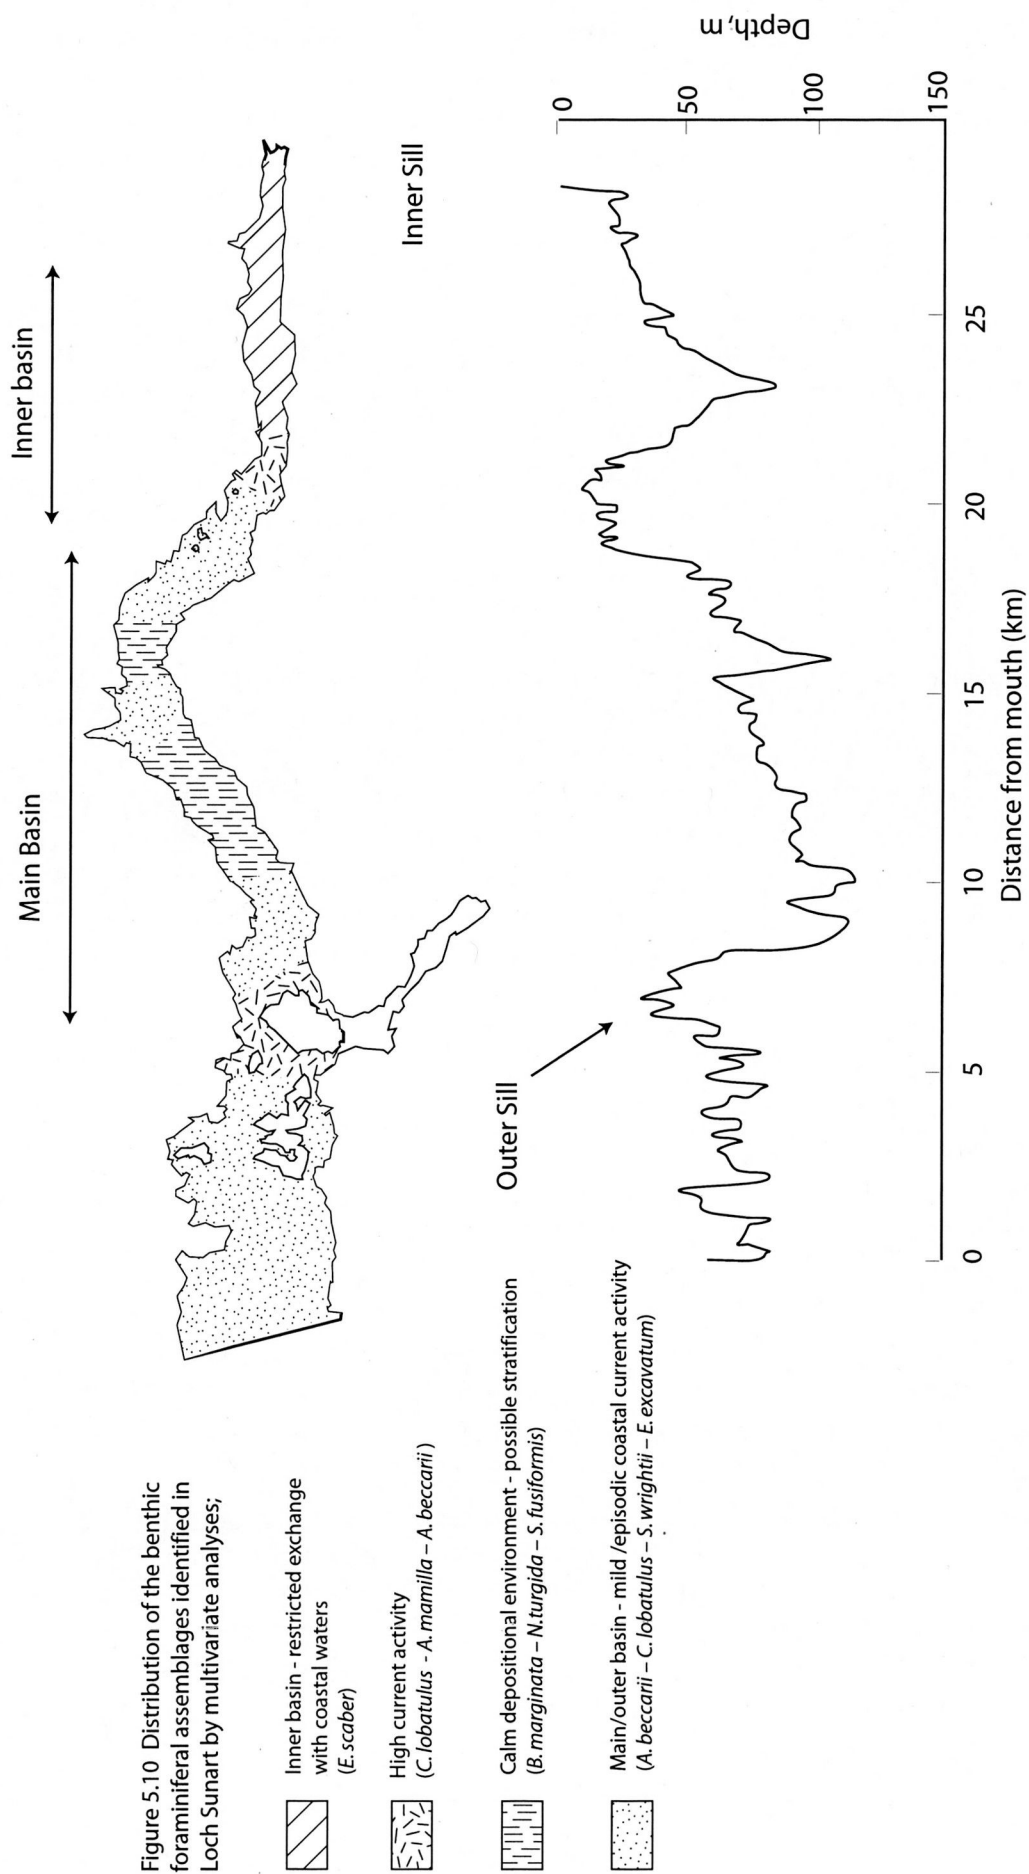 Figure 5.10 Distribution of the benthic
foraminiferal assemblages identified in
Loch Sunart by multivariate analyses;
Inner basin - restricted exchange
with coastal waters
(E. scaber)
High current activity
(C. lobatulus - A. mamilla – A. beccarii )
Calm depositional environment - possible stratification
(B. marginata – N. turgida – S. fusiformis)
Main/outer basin - mild /episodic coastal current activity
(A. beccarii – C. lobatulus – S. wrightii – E. excavatum)
Main Basin
Inner basin
Outer Sill
Inner Sill
0
50
100
150
Depth, m
0
5
10
15
20
25
Distance from mouth (km)